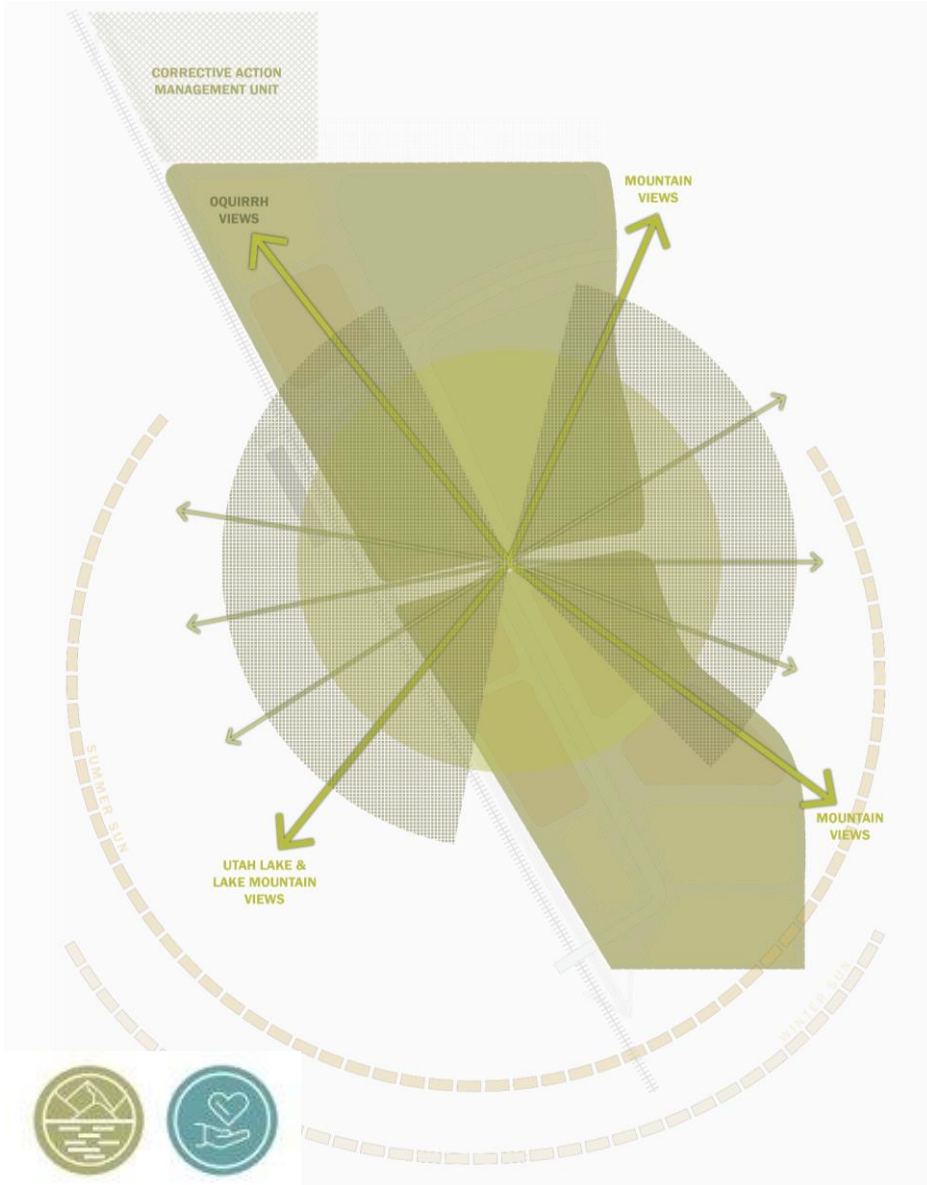 CORRECTIVE ACTION
MANAGEMENT UNIT
OQUIRRH
VIEWS
MOUNTAIN
VIEWS
SUMMER SUN
MOUNTAIN
VIEWS
UTAH LAKE &
LAKE MOUNTAIN
VIEWS
WINTER SUN